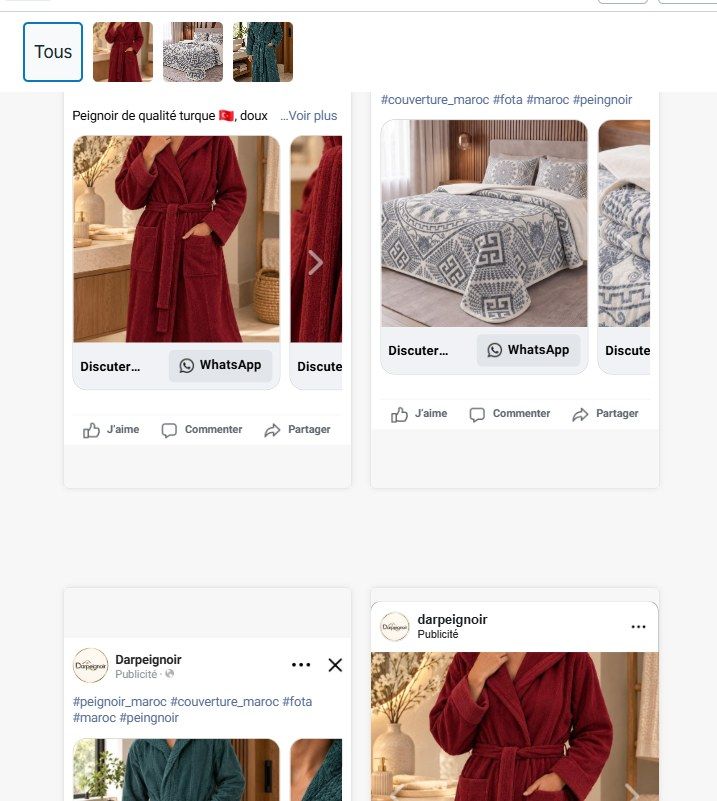 Tous
Peignoir de qualité turque 🇹🇷, doux ...Voir plus
Discuter...
WhatsApp
Discute
J'aime
Commenter
Partager
#couverture_maroc #fota #maroc #peingnoir
Discuter...
WhatsApp
Discute
J'aime
Commenter
Partager
Darpeignoir
Darpeignoir
Publicité ·
#peignoir_maroc #couverture_maroc #fota
#maroc #peingnoir
Darpeignoir
darpeignoir
Publicité